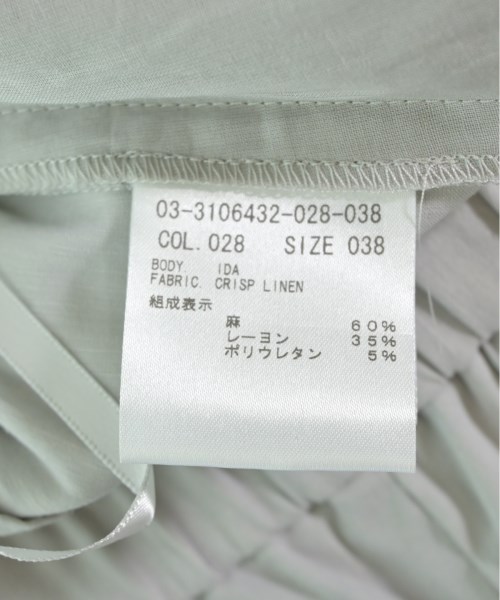 03-3106432-028-038
COL. 028 SIZE 038
BODY IDA
FABRIC. CRISP LINEN
組成表示
麻 60%
レーヨン 35%
ポリウレタン 5%